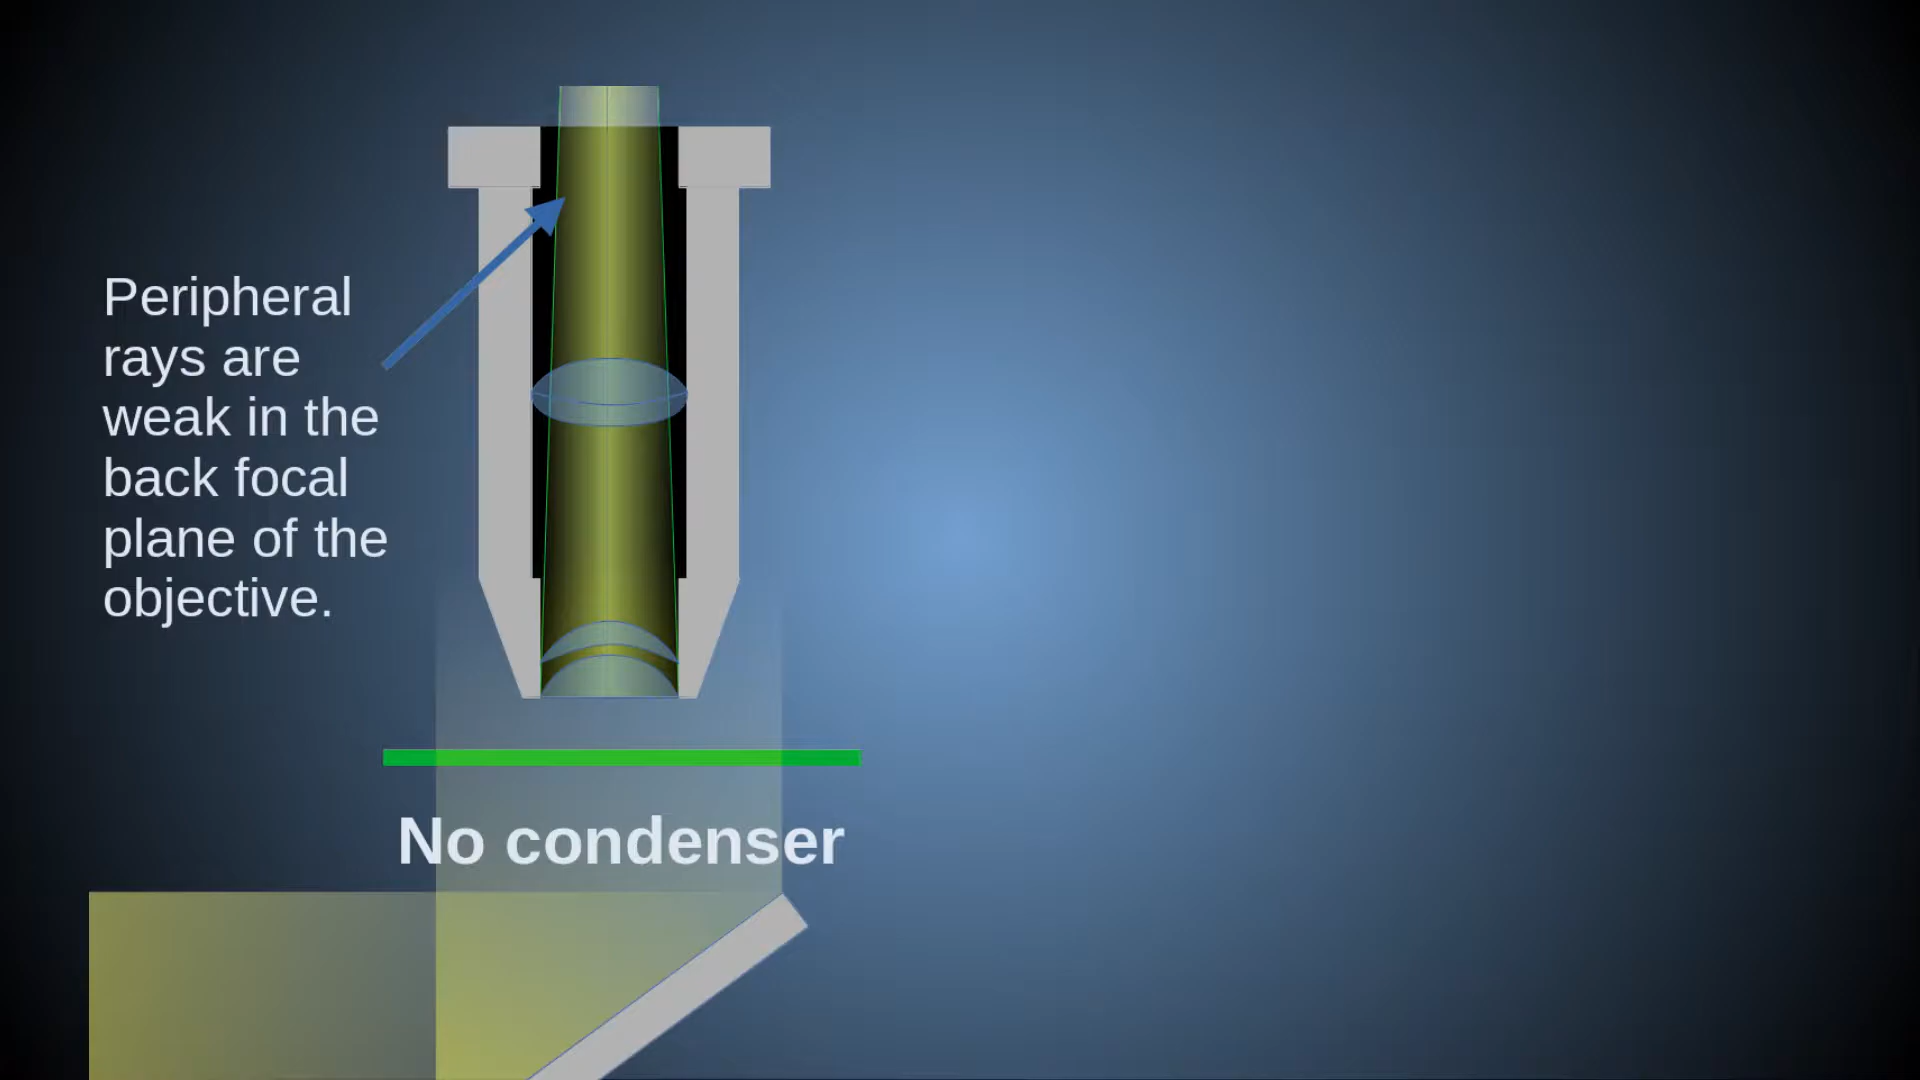 Peripheral
rays are
weak in the
back focal
plane of the
objective.
No condenser